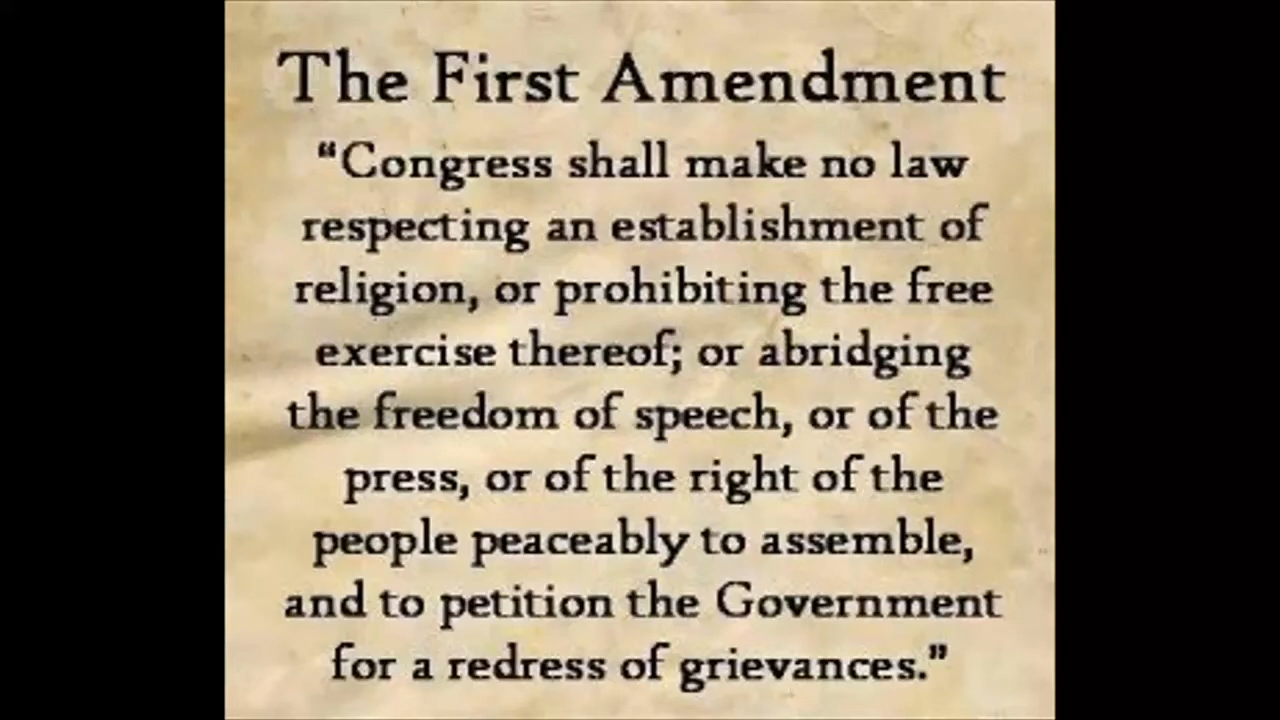 The First Amendment
“Congress shall make no law
respecting an establishment of
religion, or prohibiting the free
exercise thereof; or abridging
the freedom of speech, or of the
press, or of the right of the
people peaceably to assemble,
and to petition the Government
for a redress of grievances.”